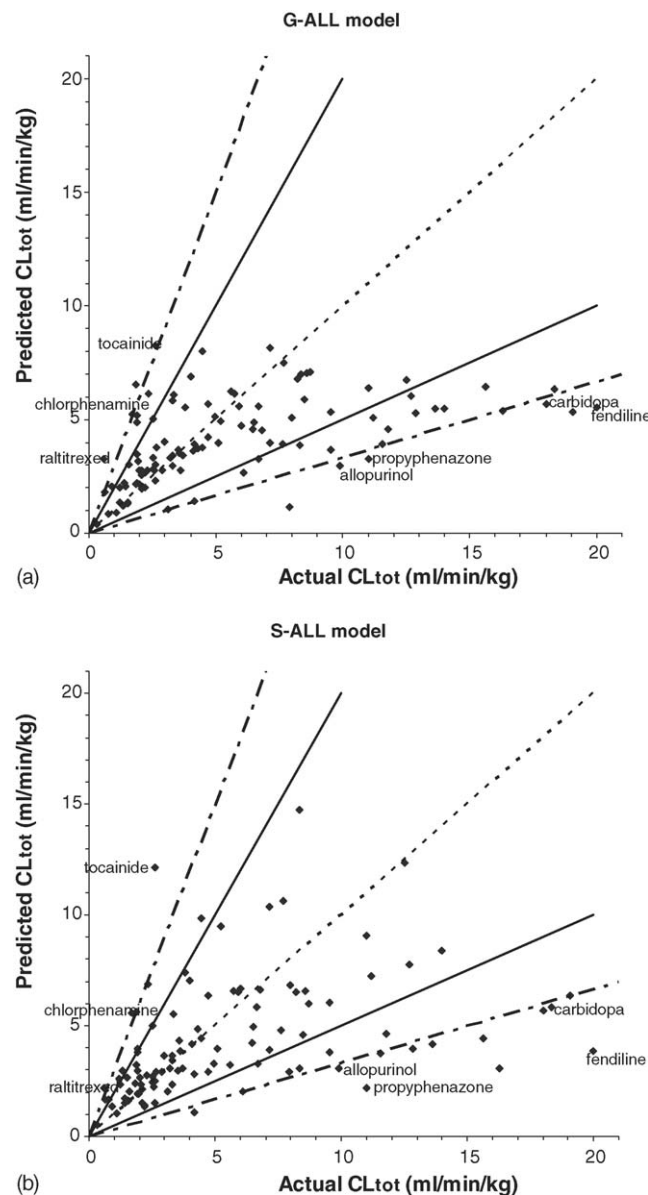 G-ALL model
Predicted CLtot (ml/min/kg)
20
15
10
5
0
tocainide
chlorphenamine
raltitrexed
carbidopa
fendiline
propyphenazone
allopurinol
0 5 10 15 20
(a) Actual CLtot (ml/min/kg)
S-ALL model
Predicted CLtot (ml/min/kg)
20
15
10
5
0
tocainide
chlorphenamine
raltitrexed
carbidopa
fendiline
allopurinol
propyphenazone
0 5 10 15 20
(b) Actual CLtot (ml/min/kg)